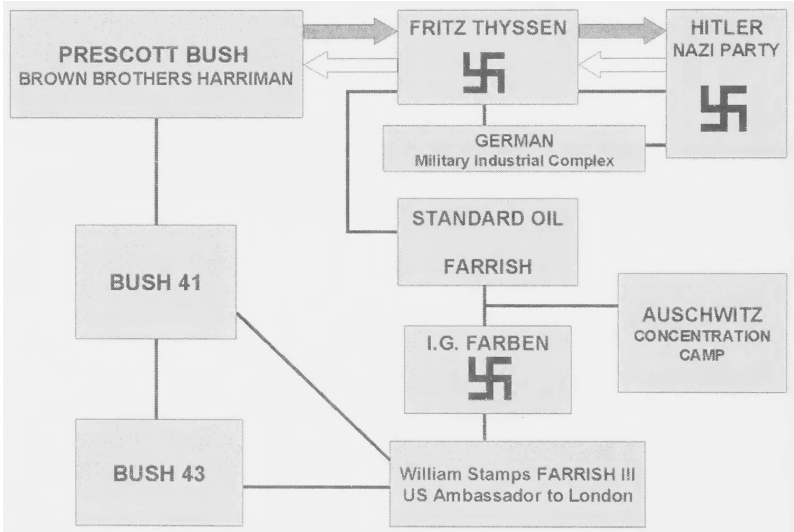 PRESCOTT BUSH
BROWN BROTHERS HARRIMAN
FRITZ THYSSEN
HITLER
NAZI PARTY
GERMAN
Military Industrial Complex
STANDARD OIL
FARRISH
BUSH 41
AUSCHWITZ
CONCENTRATION
CAMP
I.G. FARBEN
BUSH 43
William Stamps FARRISH III
US Ambassador to London